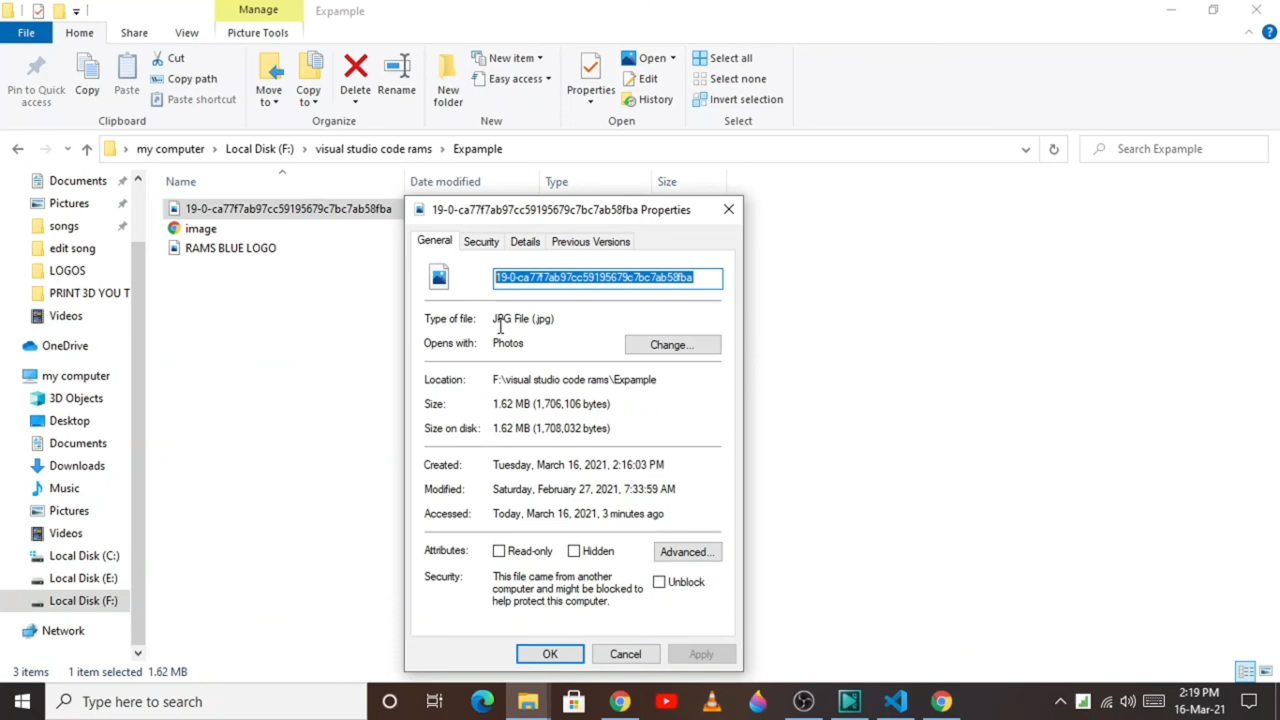 Manage
Expample
File
Home
Share
View
Picture Tools
Pin to Quick access
Copy
Paste
Cut
Copy path
Paste shortcut
Clipboard
Move to
Copy to
Delete
Rename
Organize
New folder
New item
Easy access
New
Properties
Open
Edit
History
Open
Select all
Select none
Invert selection
Select
my computer
Local Disk (F:)
visual studio code rams
Expample
Search Expample
Documents
Pictures
songs
edit song
LOGOS
PRINT 3D YOU T
Videos
OneDrive
my computer
3D Objects
Desktop
Documents
Downloads
Music
Pictures
Videos
Local Disk (C:)
Local Disk (E:)
Local Disk (F:)
Network
Name
Date modified
Type
Size
19-0-ca77f7ab97cc59195679c7bc7ab58fba
image
RAMS BLUE LOGO
19-0-ca77f7ab97cc59195679c7bc7ab58fba Properties
General
Security
Details
Previous Versions
19-0-ca77f7ab97cc59195679c7bc7ab58fba
Type of file: JPG File (.jpg)
Opens with: Photos
Change...
Location: F:\visual studio code rams\Expample
Size: 1.62 MB (1,706,106 bytes)
Size on disk: 1.62 MB (1,708,032 bytes)
Created: Tuesday, March 16, 2021, 2:16:03 PM
Modified: Saturday, February 27, 2021, 7:33:59 AM
Accessed: Today, March 16, 2021, 3 minutes ago
Attributes: Read-only Hidden Advanced...
Security: This file came from another
computer and might be blocked to
help protect this computer.
Unblock
OK
Cancel
Apply
3 items
1 item selected 1.62 MB
Type here to search
2:19 PM
16-Mar-21